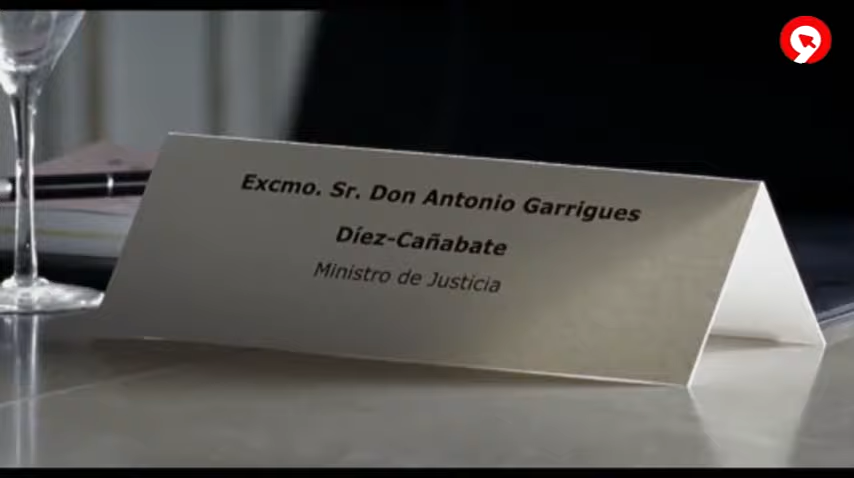 Excmo. Sr. Don Antonio Garrigues
Díez-Cañabate
Ministro de Justicia